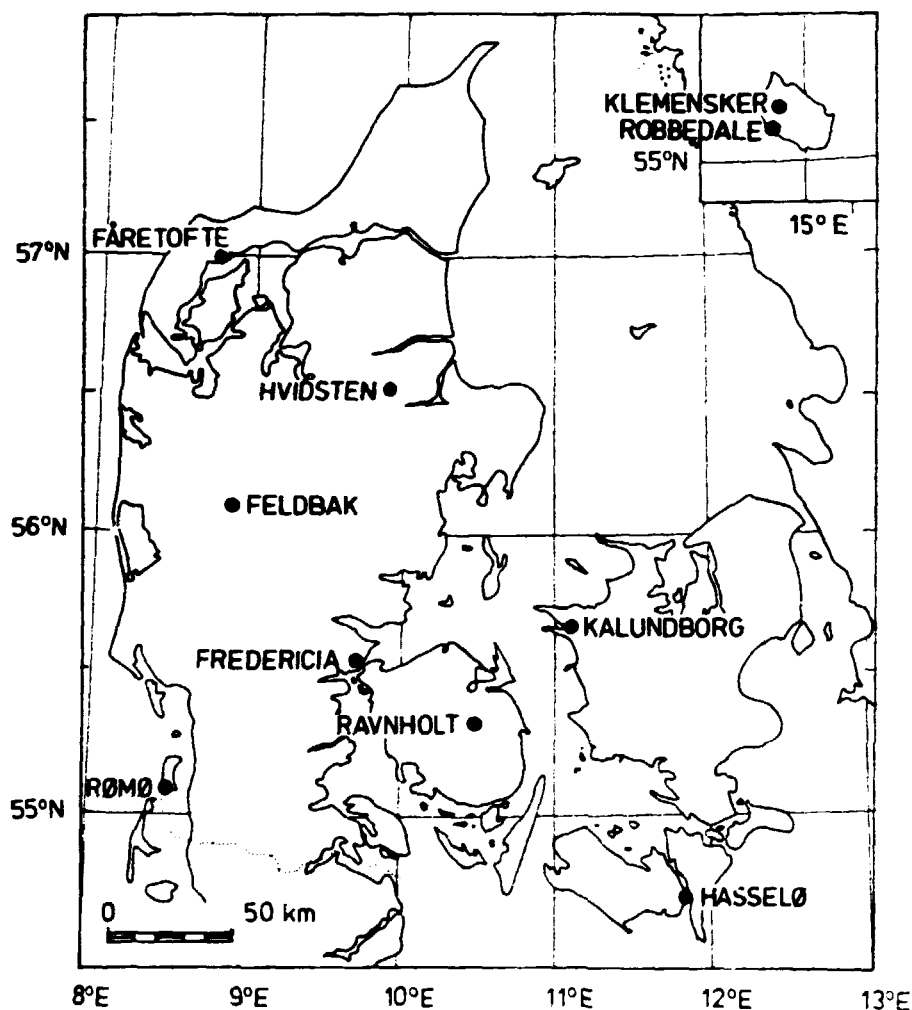 KLEMENSKER
ROBBEDALE
55°N
15°E
FÅRETOFTE
57°N
HVIDSTEN
FELDBAK
56°N
KALUNDBORG
FREDERICIA
RAVNHOLT
RØMØ
55°N
HASSELØ
0 50 km
8°E 9°E 10°E 11°E 12°E 13°E